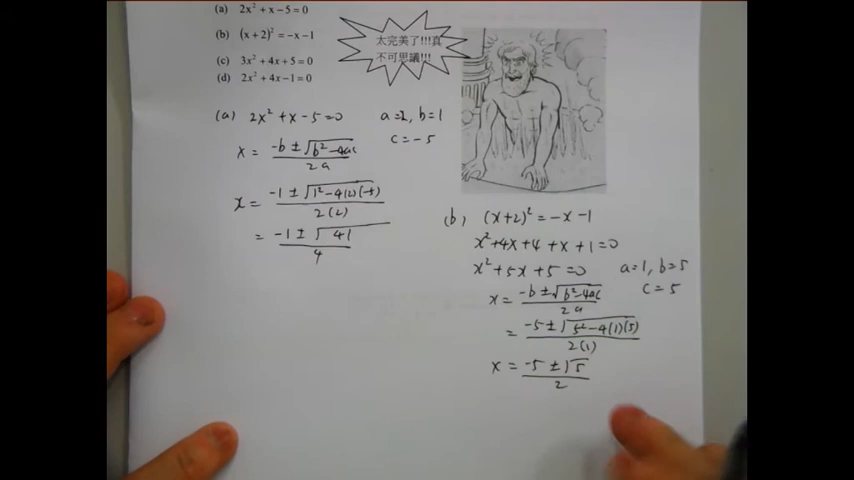 (a) 2x² + x − 5 = 0
(b) (x+2)² = −x −1
(c) 3x² + 4x + 5 = 0
(d) 2x² + 4x − 1 = 0
太完美了!!!真
不可思議!!!
(a) 2x² + x − 5 = 0 a=2, b=1
c = −5
x = (-b ± √(b² − 4ac)) / 2a
x = (-1 ± √(1² − 4(2)(−5))) / 2(2)
= (-1 ± √41) / 4
(b) (x+2)² = −x −1
x² + 4x + 4 + x + 1 = 0
x² + 5x + 5 = 0 a=1, b=5
c = 5
x = (-b ± √(b² − 4ac)) / 2a
= (-5 ± √(5² − 4(1)(5))) / 2(1)
x = (-5 ± √5) / 2